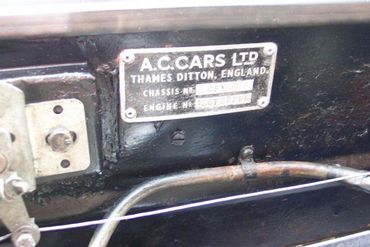 A.C. CARS LTD
THAMES DITTON, ENGLAND.
CHASSIS Nº
ENGINE Nº